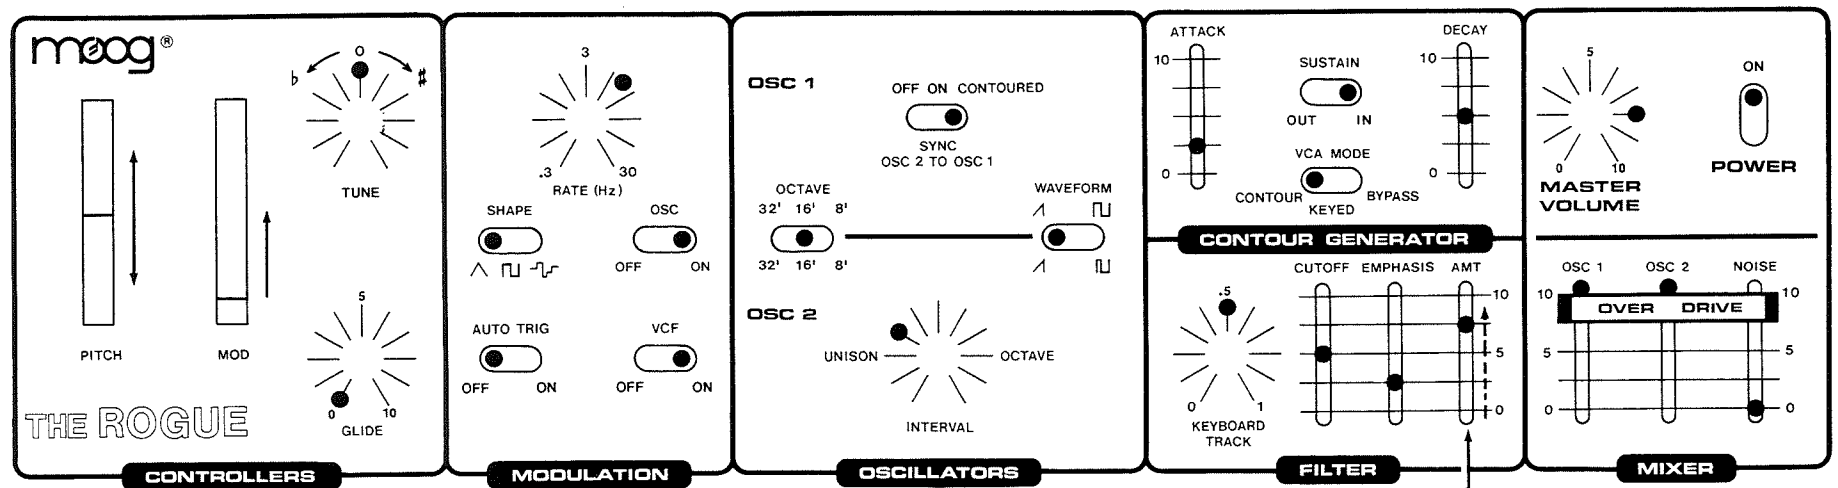 moog®
♭ 0 ♯
TUNE
PITCH
MOD
5
0 10
GLIDE
THE ROGUE
CONTROLLERS
3
.3 30
RATE (Hz)
SHAPE
OSC
OFF ON
AUTO TRIG
OFF ON
VCF
OFF ON
MODULATION
OSC 1
OFF ON CONTOURED
SYNC
OSC 2 TO OSC 1
OCTAVE
32' 16' 8'
32' 16' 8'
WAVEFORM
OSC 2
UNISON
OCTAVE
INTERVAL
OSCILLATORS
ATTACK
10
0
SUSTAIN
OUT IN
VCA MODE
CONTOUR
BYPASS
KEYED
DECAY
10
0
CONTOUR GENERATOR
.5
0 1
KEYBOARD
TRACK
CUTOFF EMPHASIS AMT
10
5
0
FILTER
5
0 10
MASTER
VOLUME
ON
POWER
OSC 1 OSC 2 NOISE
10 10
OVER DRIVE
5 5
0 0
MIXER